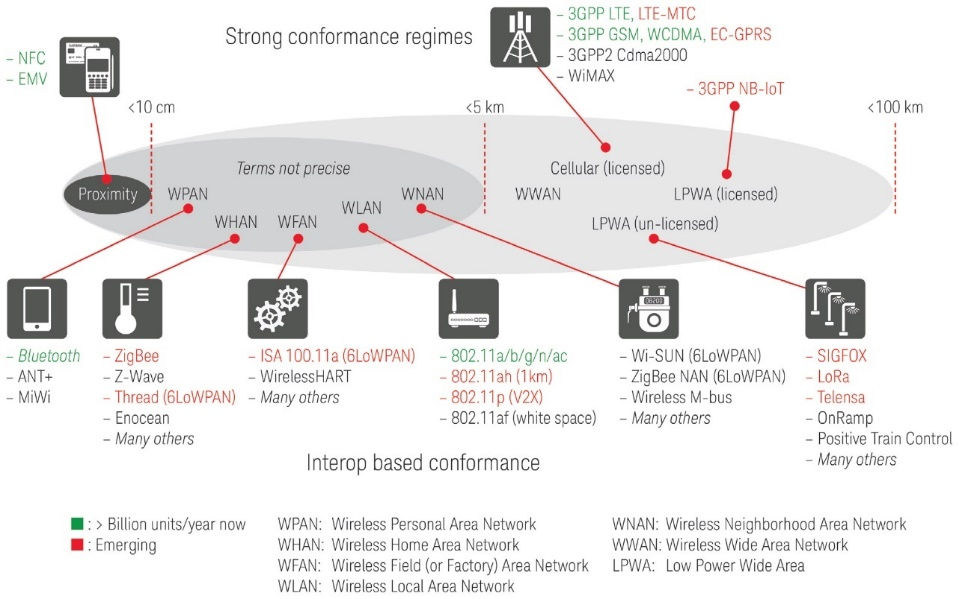 Strong conformance regimes
– NFC
– EMV
– 3GPP LTE, LTE-MTC
– 3GPP GSM, WCDMA, EC-GPRS
– 3GPP2 Cdma2000
– WiMAX
– 3GPP NB-IoT
<10 cm
<5 km
<100 km
Terms not precise
Cellular (licensed)
Proximity
WPAN
WHAN
WFAN
WLAN
WNAN
WWAN
LPWA (licensed)
LPWA (un-licensed)
– Bluetooth
– ANT+
– MiWi
– ZigBee
– Z-Wave
– Thread (6LoWPAN)
– Enocean
– Many others
– ISA 100.11a (6LoWPAN)
– WirelessHART
– Many others
– 802.11a/b/g/n/ac
– 802.11ah (1km)
– 802.11p (V2X)
– 802.11af (white space)
– Wi-SUN (6LoWPAN)
– ZigBee NAN (6LoWPAN)
– Wireless M-bus
– Many others
– SIGFOX
– LoRa
– Telensa
– OnRamp
– Positive Train Control
– Many others
Interop based conformance
: > Billion units/year now
: Emerging
WPAN: Wireless Personal Area Network
WHAN: Wireless Home Area Network
WFAN: Wireless Field (or Factory) Area Network
WLAN: Wireless Local Area Network
WNAN: Wireless Neighborhood Area Network
WWAN: Wireless Wide Area Network
LPWA: Low Power Wide Area